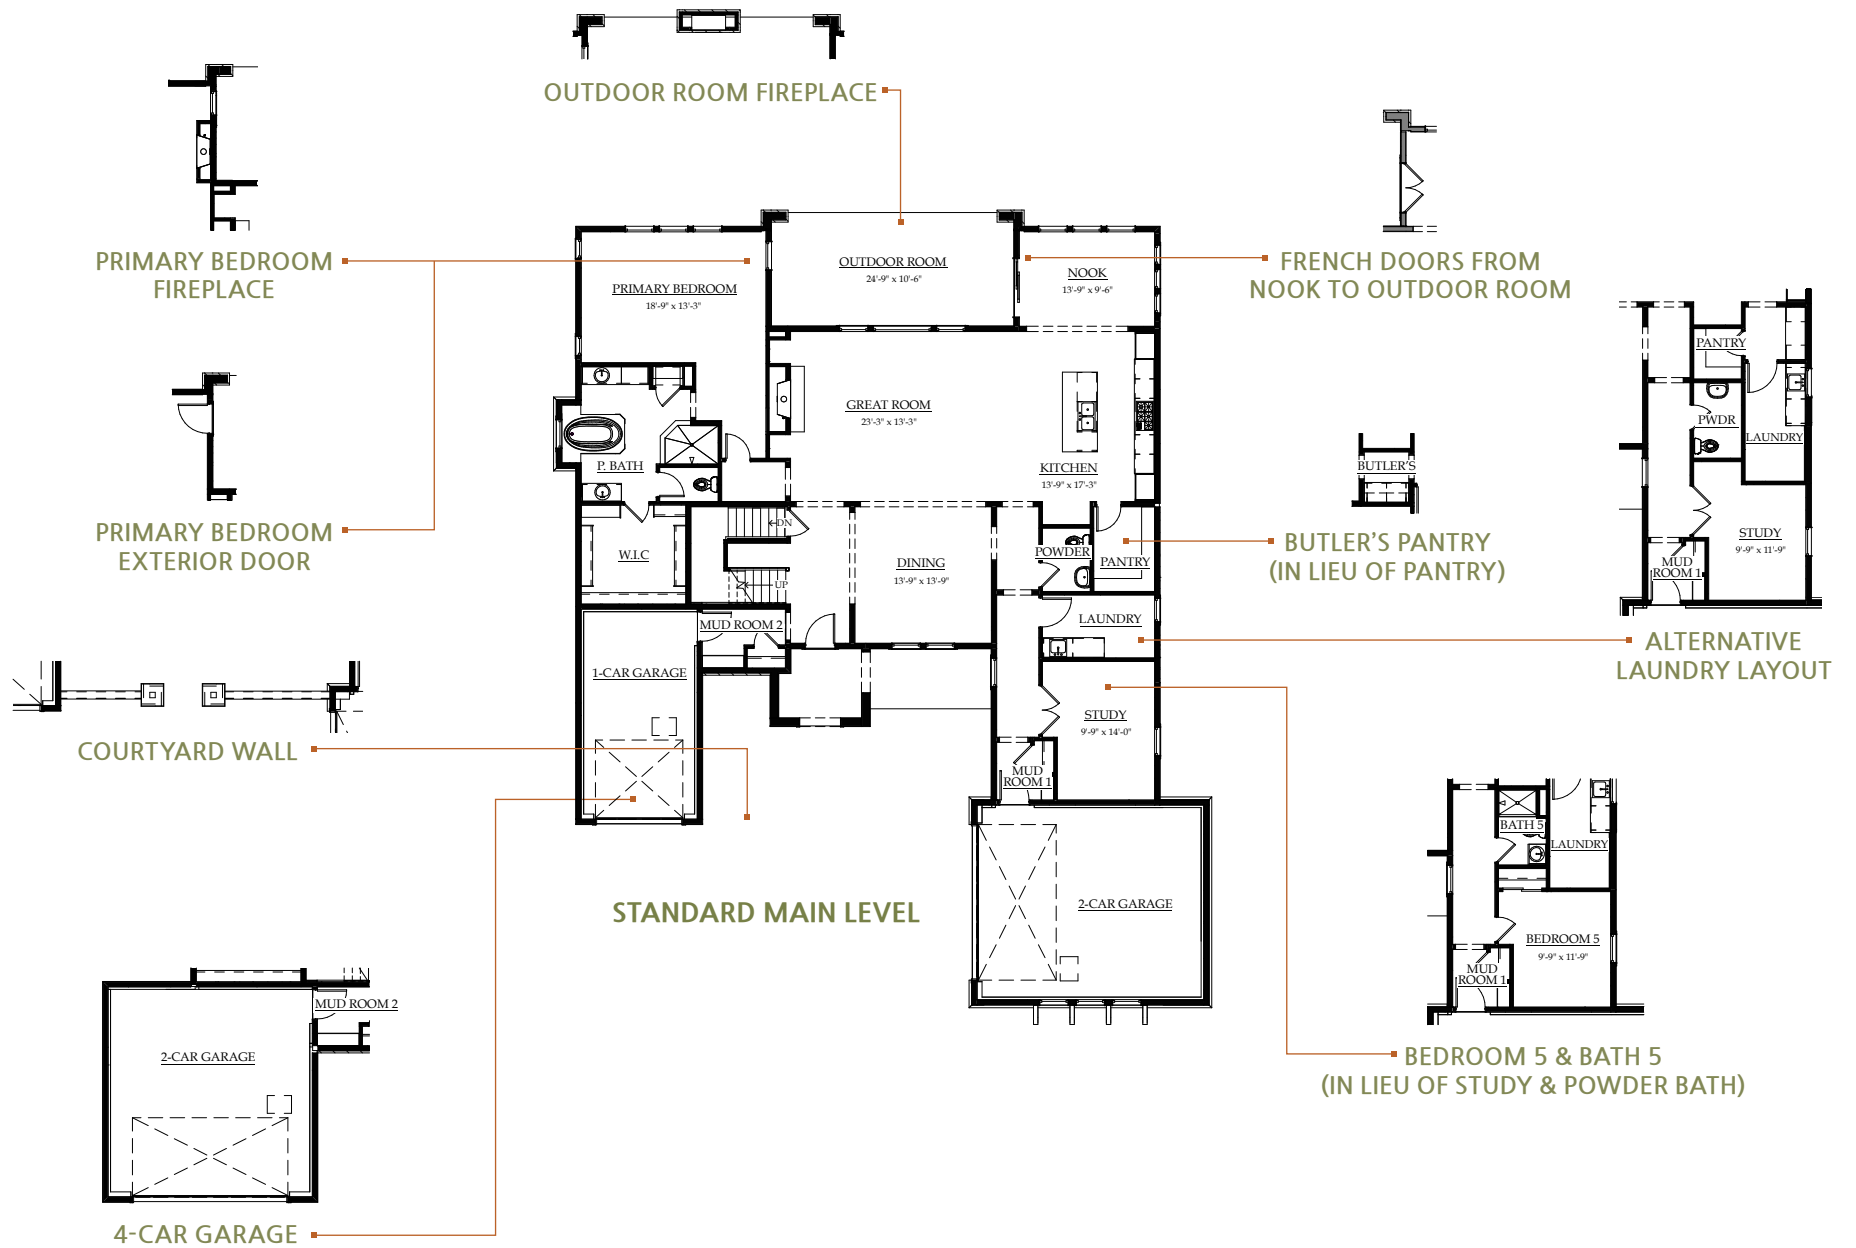 OUTDOOR ROOM FIREPLACE
PRIMARY BEDROOM
FIREPLACE
PRIMARY BEDROOM
EXTERIOR DOOR
FRENCH DOORS FROM
NOOK TO OUTDOOR ROOM
OUTDOOR ROOM
24'-9" x 10'-6"
NOOK
13'-9" x 9'-6"
PRIMARY BEDROOM
18'-9" x 13'-3"
GREAT ROOM
23'-3" x 13'-3"
KITCHEN
13'-9" x 17'-3"
P. BATH
W.I.C
DN
UP
DINING
13'-9" x 13'-9"
POWDER
PANTRY
LAUNDRY
MUD ROOM 2
1-CAR GARAGE
STUDY
9'-9" x 14'-0"
MUD
ROOM 1
2-CAR GARAGE
STANDARD MAIN LEVEL
BUTLER'S
BUTLER'S PANTRY
(IN LIEU OF PANTRY)
PANTRY
PWDR
LAUNDRY
STUDY
9'-9" x 11'-9"
MUD
ROOM 1
ALTERNATIVE
LAUNDRY LAYOUT
COURTYARD WALL
MUD ROOM 2
2-CAR GARAGE
4-CAR GARAGE
BATH 5
LAUNDRY
BEDROOM 5
9'-9" x 11'-9"
MUD
ROOM 1
BEDROOM 5 & BATH 5
(IN LIEU OF STUDY & POWDER BATH)